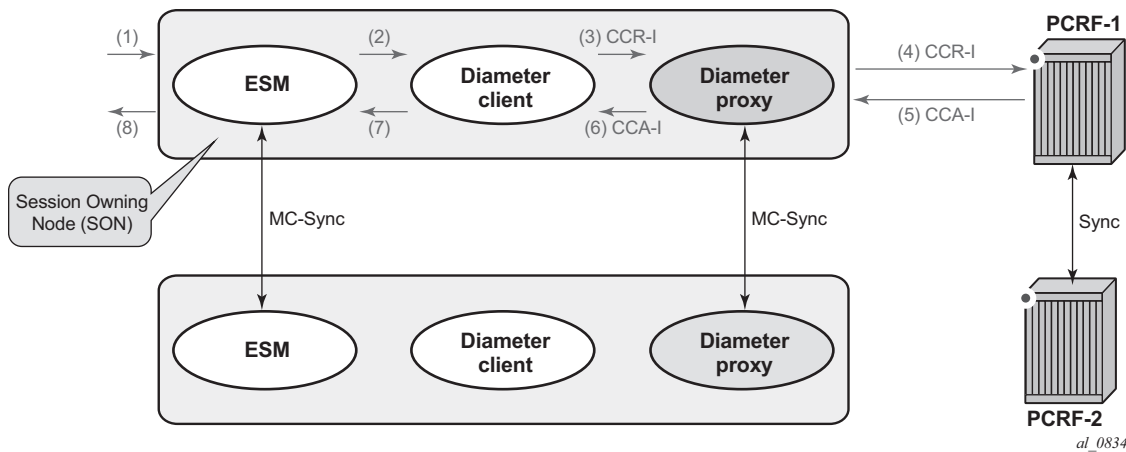 PCRF-1
(1)
(2)
(3) CCR-I
(4) CCR-I
ESM
Diameter
client
Diameter
proxy
(8)
(7)
(6) CCA-I
(5) CCA-I
Session Owning
Node (SON)
MC-Sync
MC-Sync
Sync
ESM
Diameter
client
Diameter
proxy
PCRF-2
al_0834